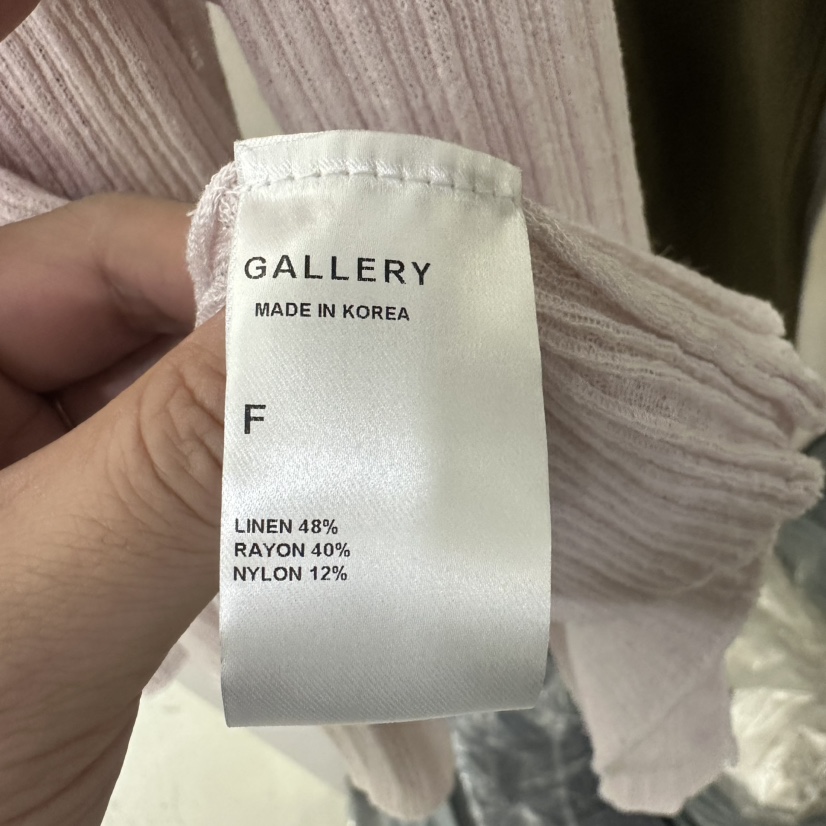 GALLERY
MADE IN KOREA
F
LINEN 48%
RAYON 40%
NYLON 12%